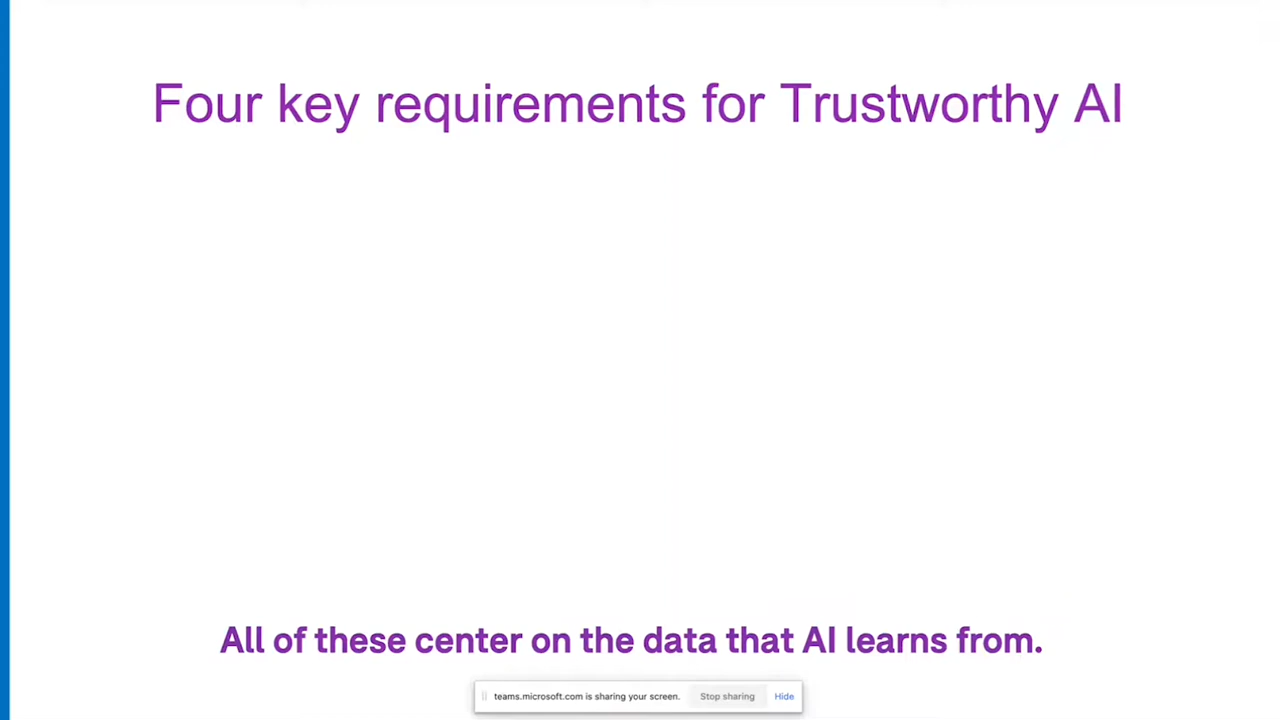 Four key requirements for Trustworthy AI
All of these center on the data that AI learns from.
teams.microsoft.com is sharing your screen. Stop sharing Hide